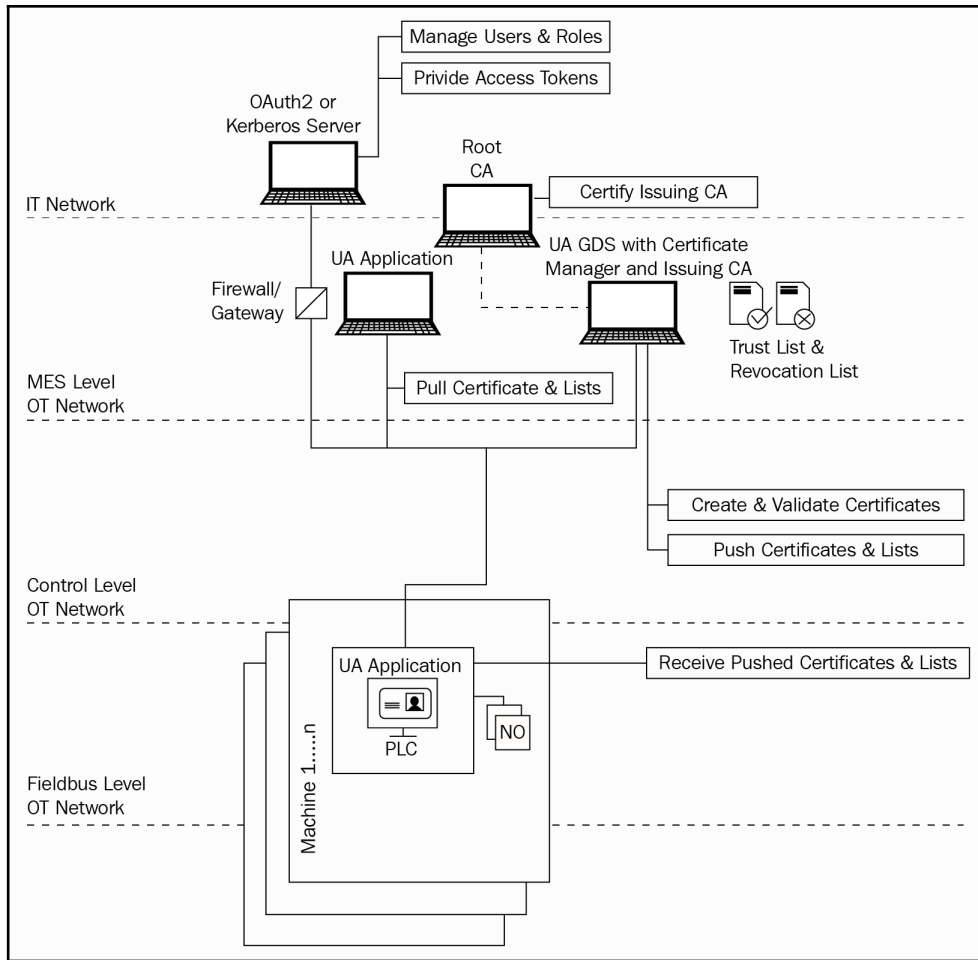 Manage Users & Roles
Privide Access Tokens
OAuth2 or
Kerberos Server
Root
CA
Certify Issuing CA
IT Network
UA Application
UA GDS with Certificate
Manager and Issuing CA
Firewall/
Gateway
Trust List &
Revocation List
MES Level
OT Network
Pull Certificate & Lists
Create & Validate Certificates
Push Certificates & Lists
Control Level
OT Network
UA Application
Receive Pushed Certificates & Lists
NO
PLC
Machine 1.....n
Fieldbus Level
OT Network